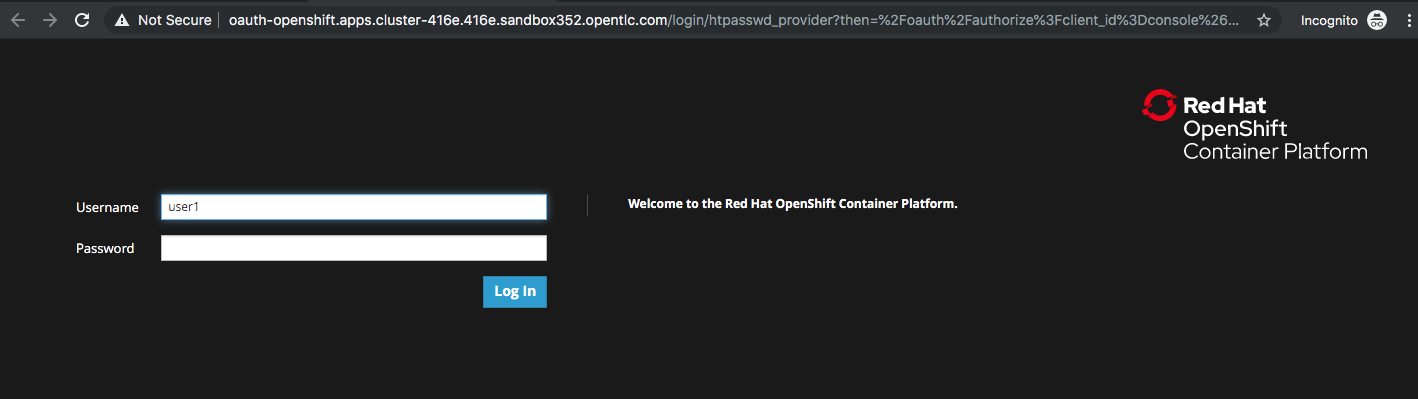 Not Secure oauth-openshift.apps.cluster-416e.416e.sandbox352.opentlc.com/login/htpasswd_provider?then=%2Foauth%2Fauthorize%3Fclient_id%3Dconsole%26... Incognito
Red Hat
OpenShift
Container Platform
Username user1 Welcome to the Red Hat OpenShift Container Platform.
Password
Log In